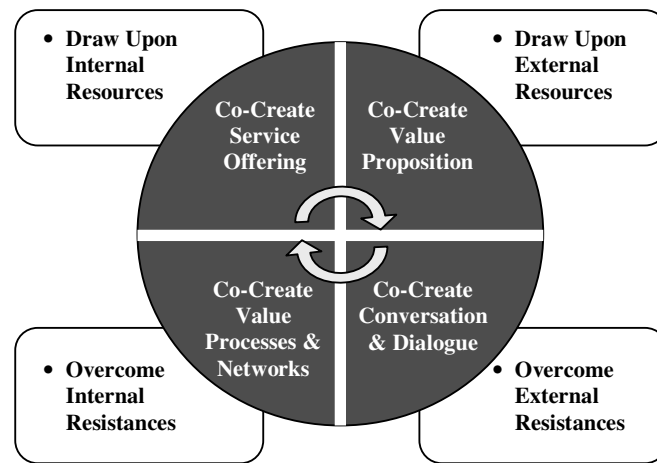 • Draw Upon
Internal
Resources
• Draw Upon
External
Resources
Co-Create
Service
Offering
Co-Create
Value
Proposition
Co-Create
Value
Processes &
Networks
Co-Create
Conversation
& Dialogue
• Overcome
Internal
Resistances
• Overcome
External
Resistances